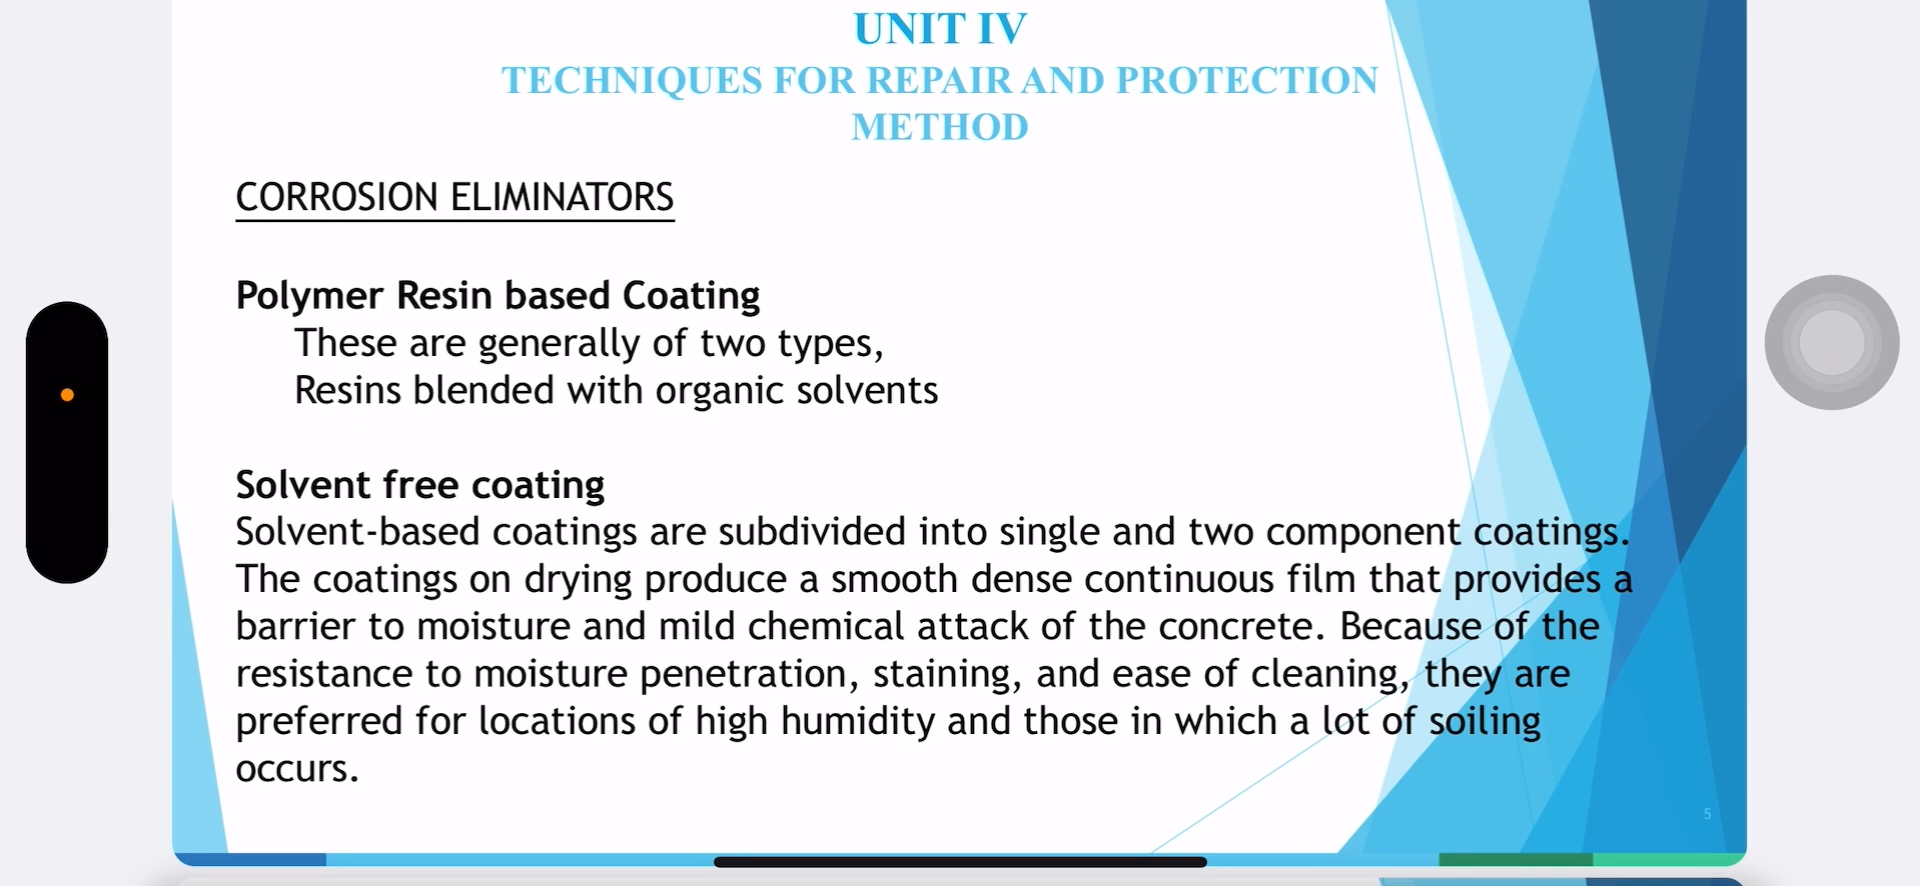 UNIT IV
TECHNIQUES FOR REPAIR AND PROTECTION
METHOD
CORROSION ELIMINATORS
Polymer Resin based Coating
These are generally of two types,
Resins blended with organic solvents
Solvent free coating
Solvent-based coatings are subdivided into single and two component coatings.
The coatings on drying produce a smooth dense continuous film that provides a
barrier to moisture and mild chemical attack of the concrete. Because of the
resistance to moisture penetration, staining, and ease of cleaning, they are
preferred for locations of high humidity and those in which a lot of soiling
occurs.
5